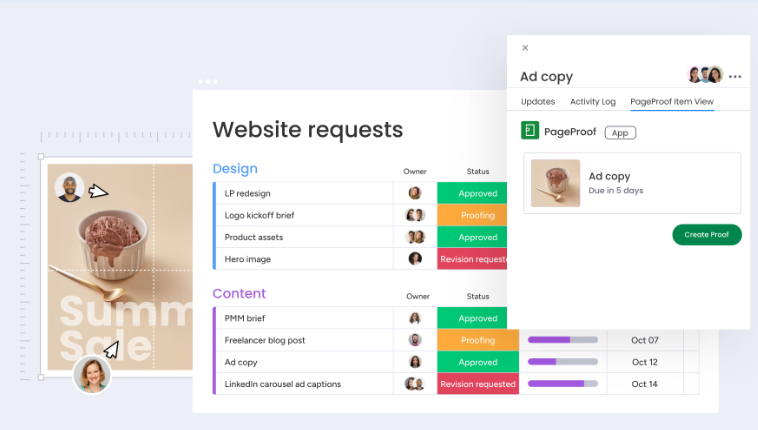 Website requests
Design
Owner
Status
LP redesign
Approved
Logo kickoff brief
Proofing
Product assets
Approved
Hero image
Revision requeste
Content
Owner
Status
PMM brief
Approved
Freelancer blog post
Proofing
Oct 07
Ad copy
Approved
Oct 12
LinkedIn carousel ad captions
Revision requested
Oct 14
Summ
Sale
Ad copy
Updates
Activity Log
PageProof Item View
PageProof
App
Ad copy
Due in 5 days
Create Proof